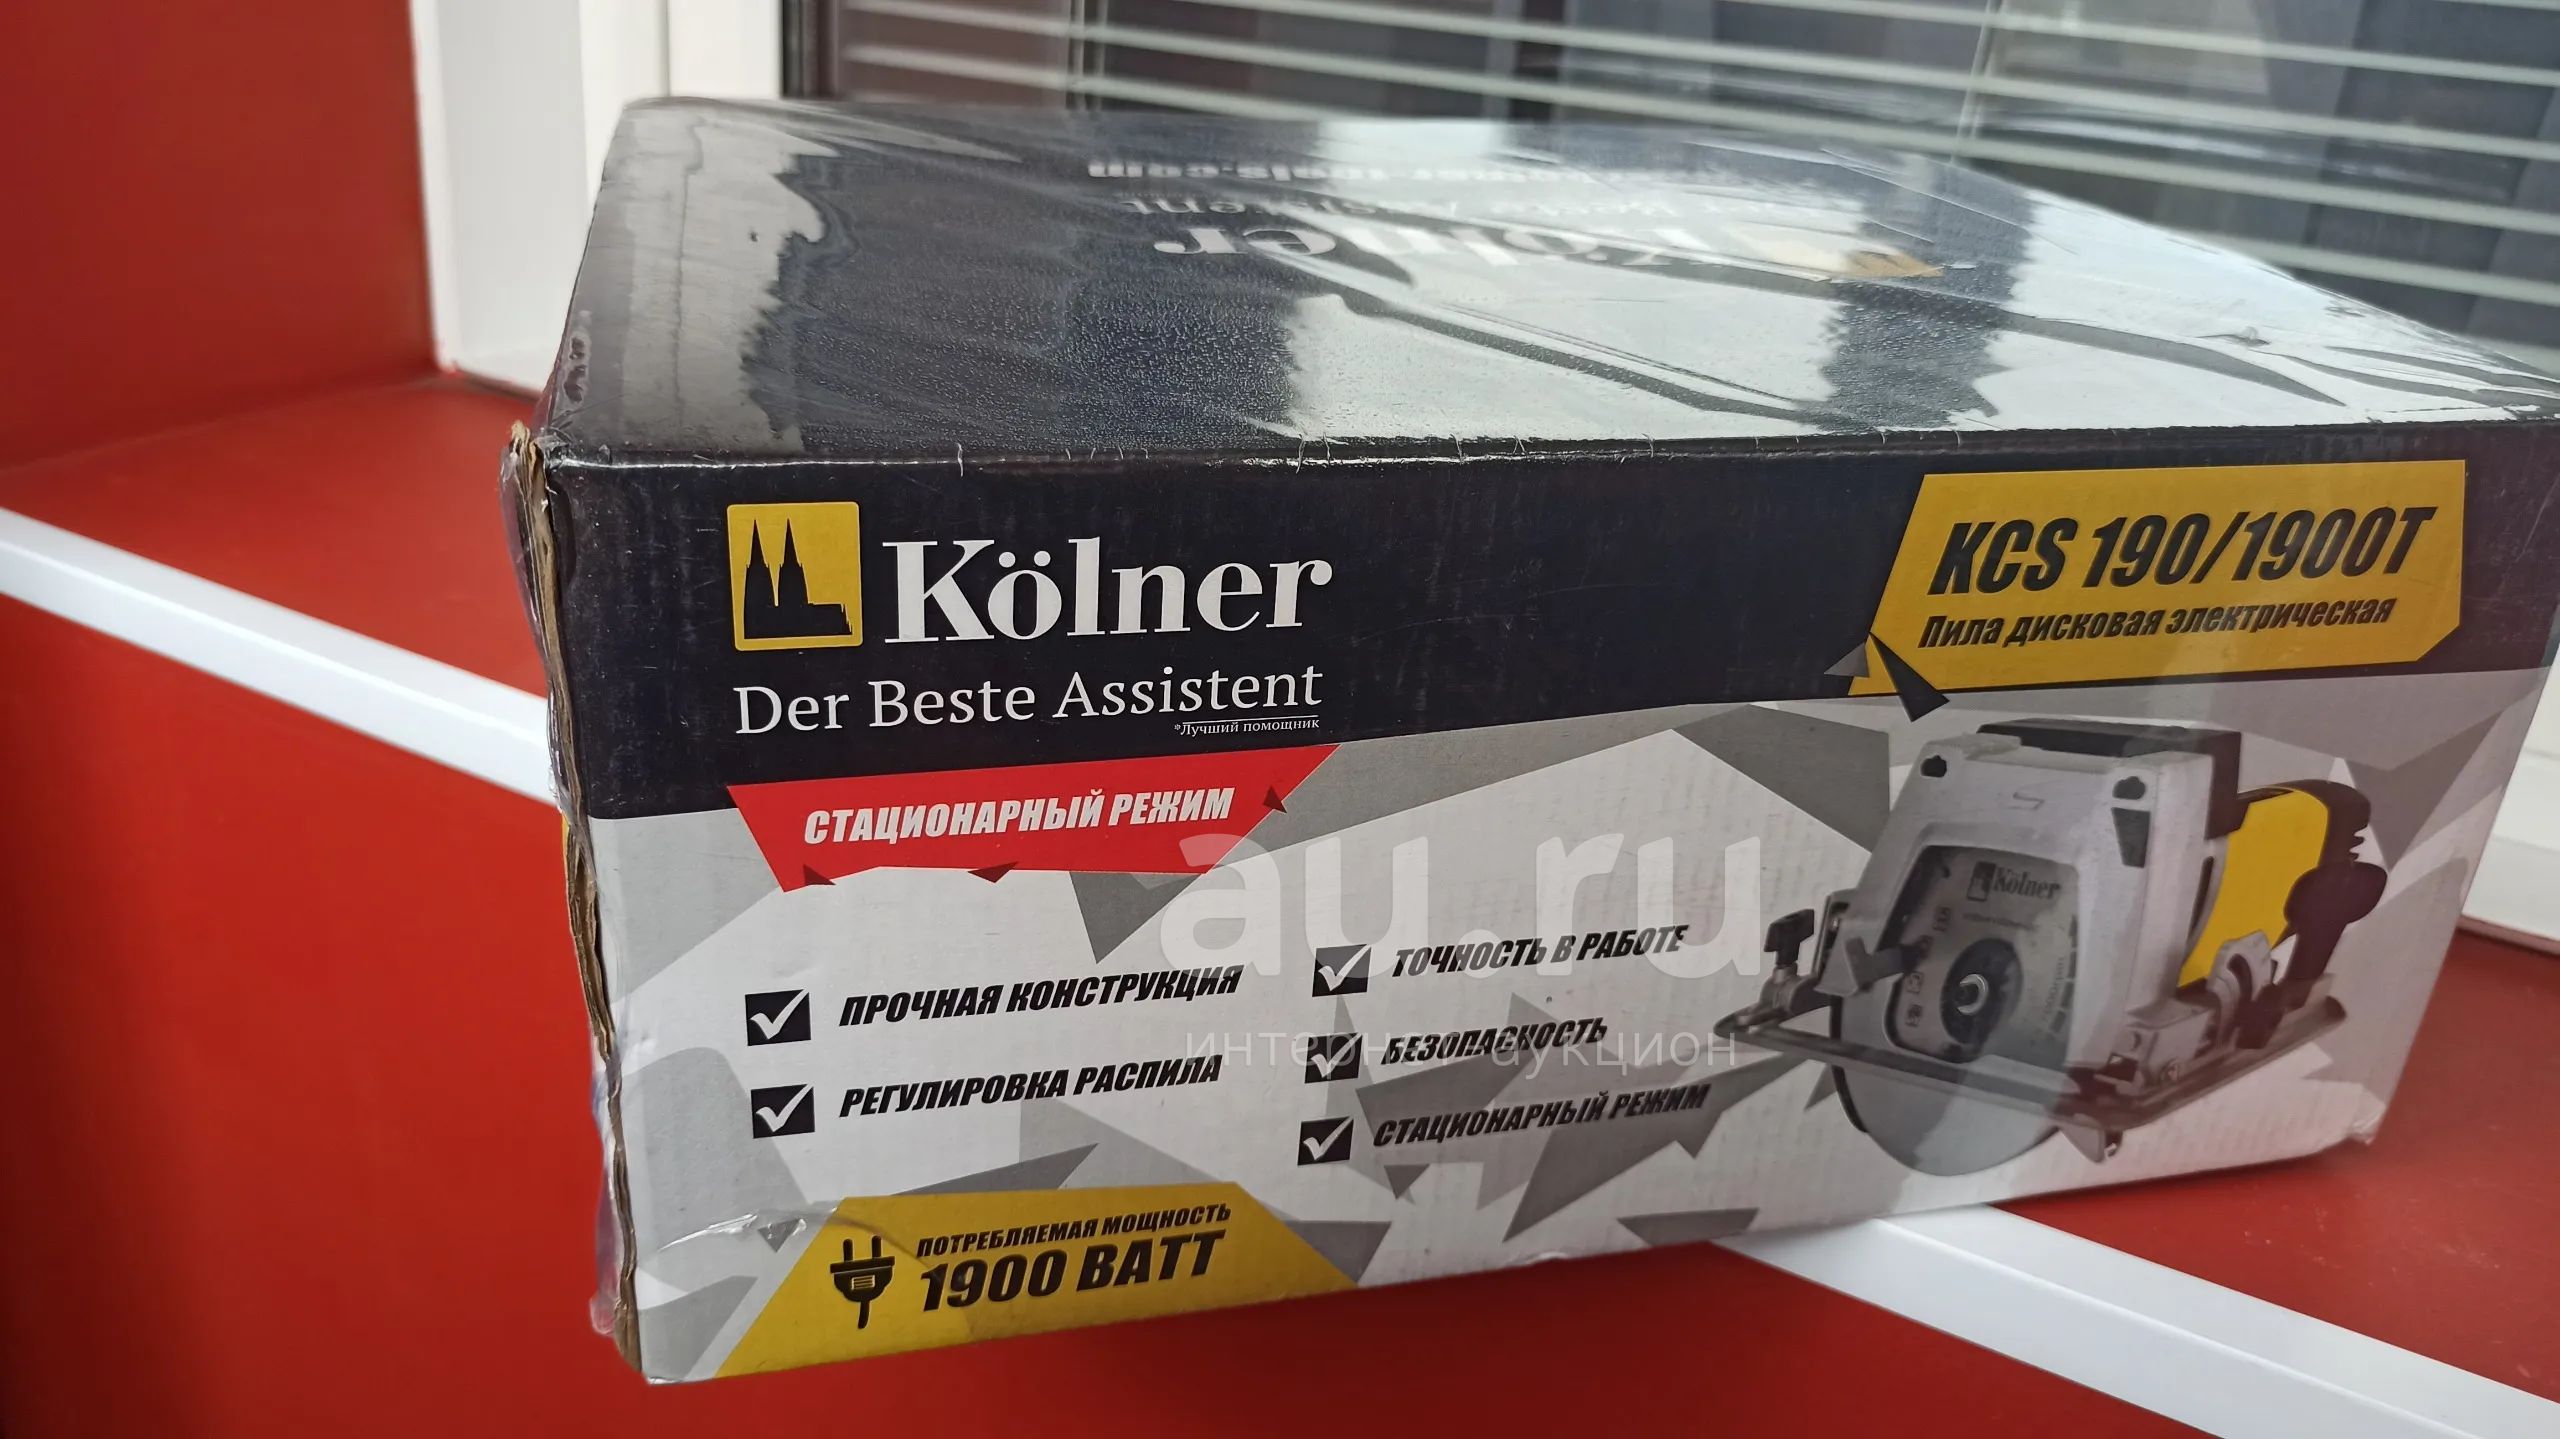 Kölner
Der Beste Assistent
*Лучший помощник
KCS 190/1900T
Пила дисковая электрическая
СТАЦИОНАРНЫЙ РЕЖИМ
ПРОЧНАЯ КОНСТРУКЦИЯ
РЕГУЛИРОВКА РАСПИЛА
ТОЧНОСТЬ В РАБОТЕ
БЕЗОПАСНОСТЬ
СТАЦИОНАРНЫЙ РЕЖИМ
ПОТРЕБЛЯЕМАЯ МОЩНОСТЬ
1900 ВАТТ
Kölner
au.ru
интернет аукцион